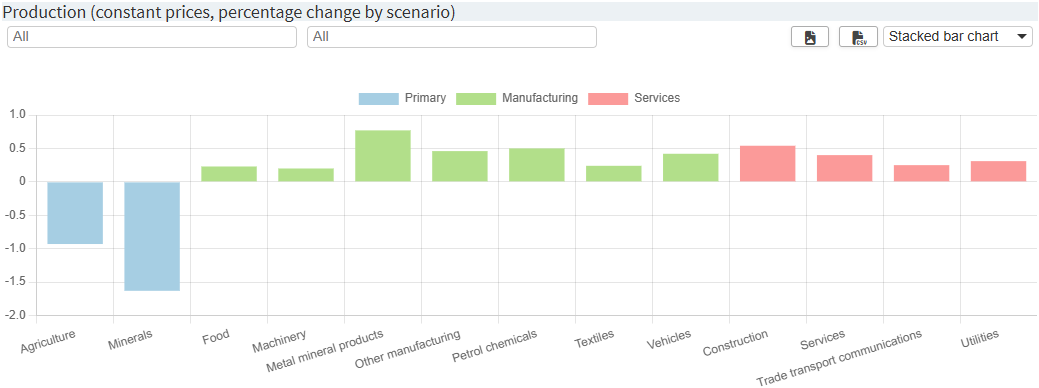 Production (constant prices, percentage change by scenario)
All All CSV Stacked bar chart
Primary Manufacturing Services
1.0
0.5
0
-0.5
-1.0
-1.5
-2.0
Agriculture Minerals Food Machinery Metal mineral products Other manufacturing Petrol chemicals Textiles Vehicles Construction Services Trade transport communications Utilities